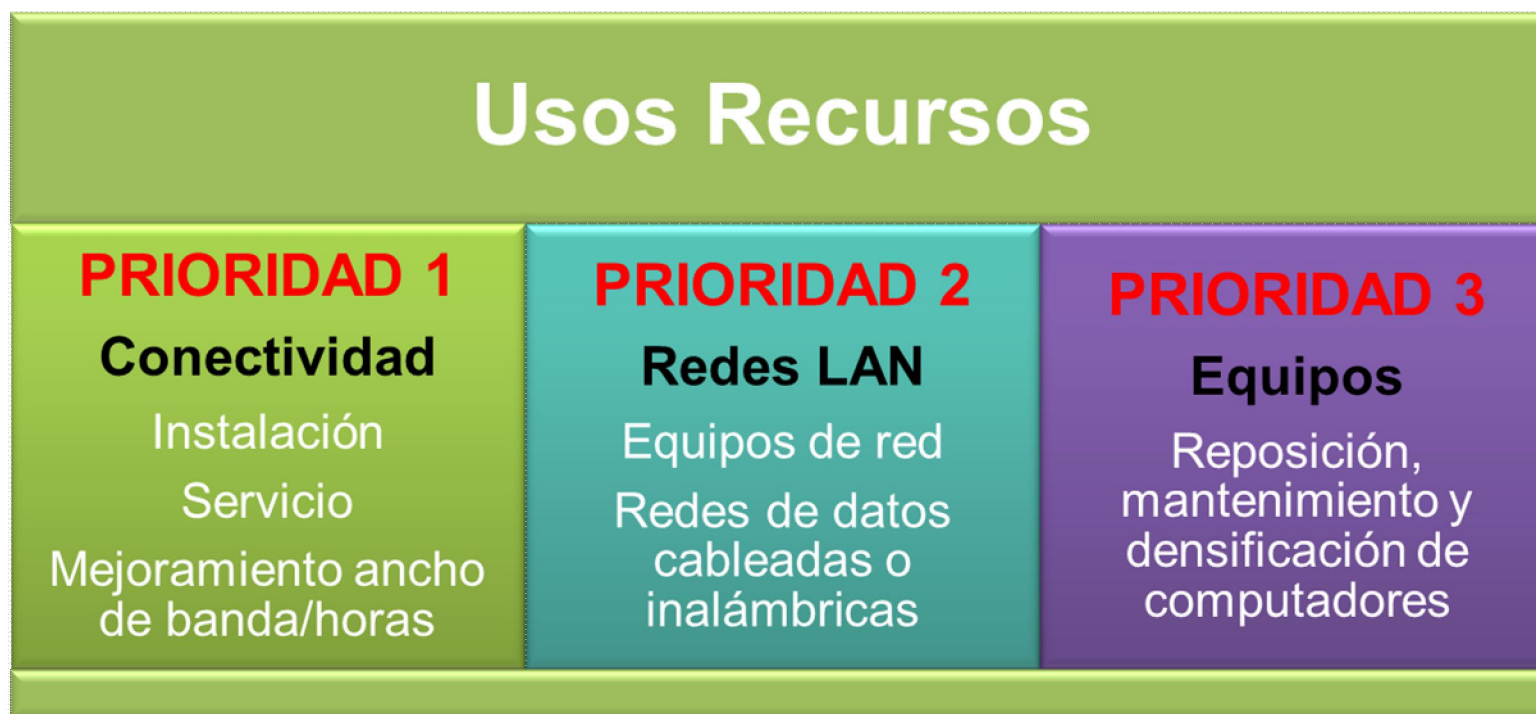 Usos Recursos
PRIORIDAD 1
Conectividad
Instalación
Servicio
Mejoramiento ancho
de banda/horas
PRIORIDAD 2
Redes LAN
Equipos de red
Redes de datos
cableadas o
inalámbricas
PRIORIDAD 3
Equipos
Reposición,
mantenimiento y
densificación de
computadores